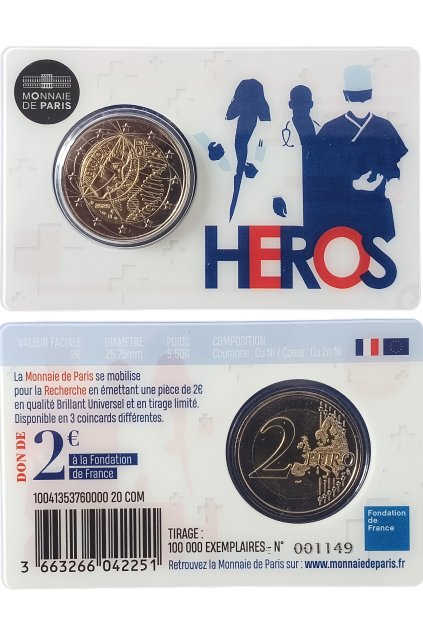 MONNAIE
DE PARIS
HEROS
VALEUR FACIALE DIAMÈTRE POIDS COMPOSITION
2€ 25,75mm 8,50G Couronne : Cu Ni / Coeur : Cu Zn Ni
La Monnaie de Paris se mobilise
pour la Recherche en émettant une pièce de 2€
en qualité Brillant Universel et en tirage limité.
Disponible en 3 coincards différentes.
DON DE
2€
à la Fondation
de France
2 EURO
10041353760000 20 COM
3 663266 042251
TIRAGE :
100 000 EXEMPLAIRES - N° 001149
Retrouvez la Monnaie de Paris sur : www.monnaiedeparis.fr
Fondation
de
France